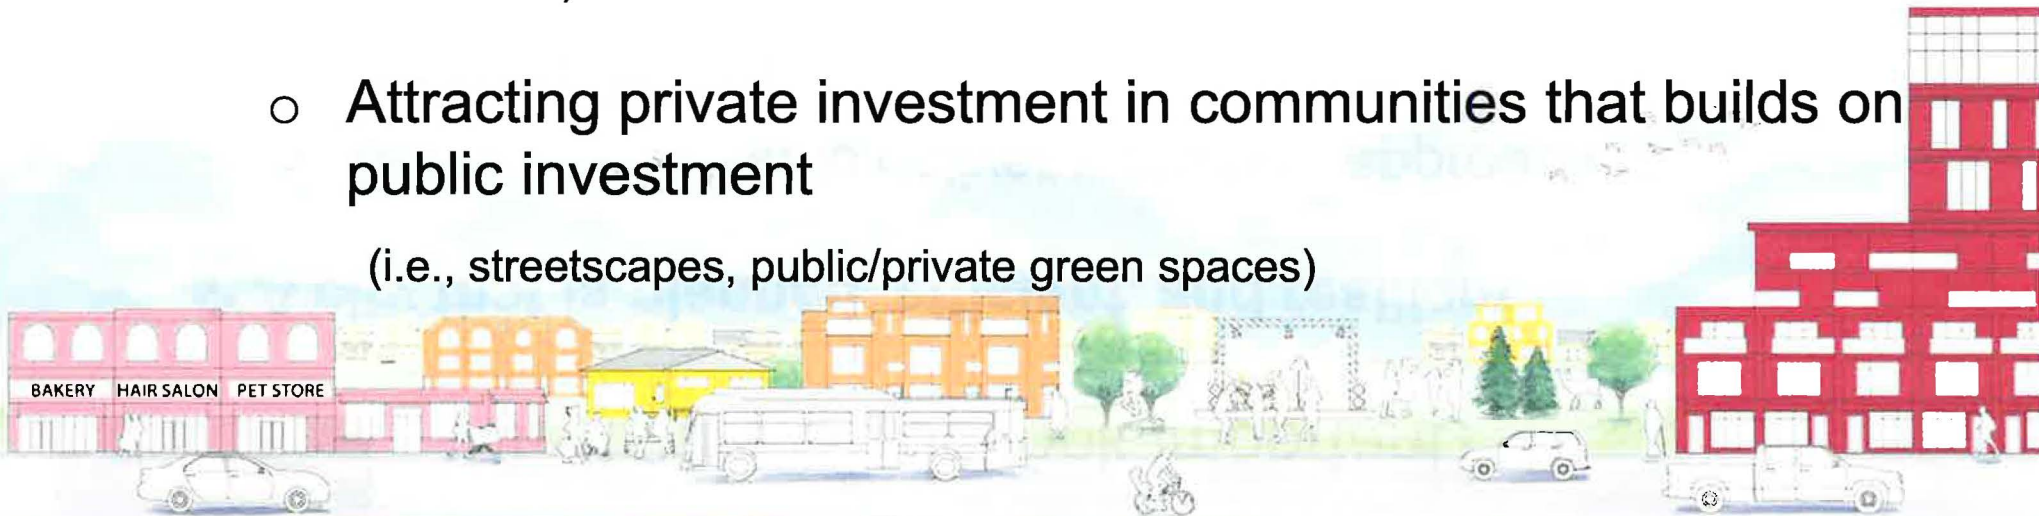 ○ Attracting private investment in communities that builds on
public investment
(i.e., streetscapes, public/private green spaces)
BAKERY HAIR SALON PET STORE